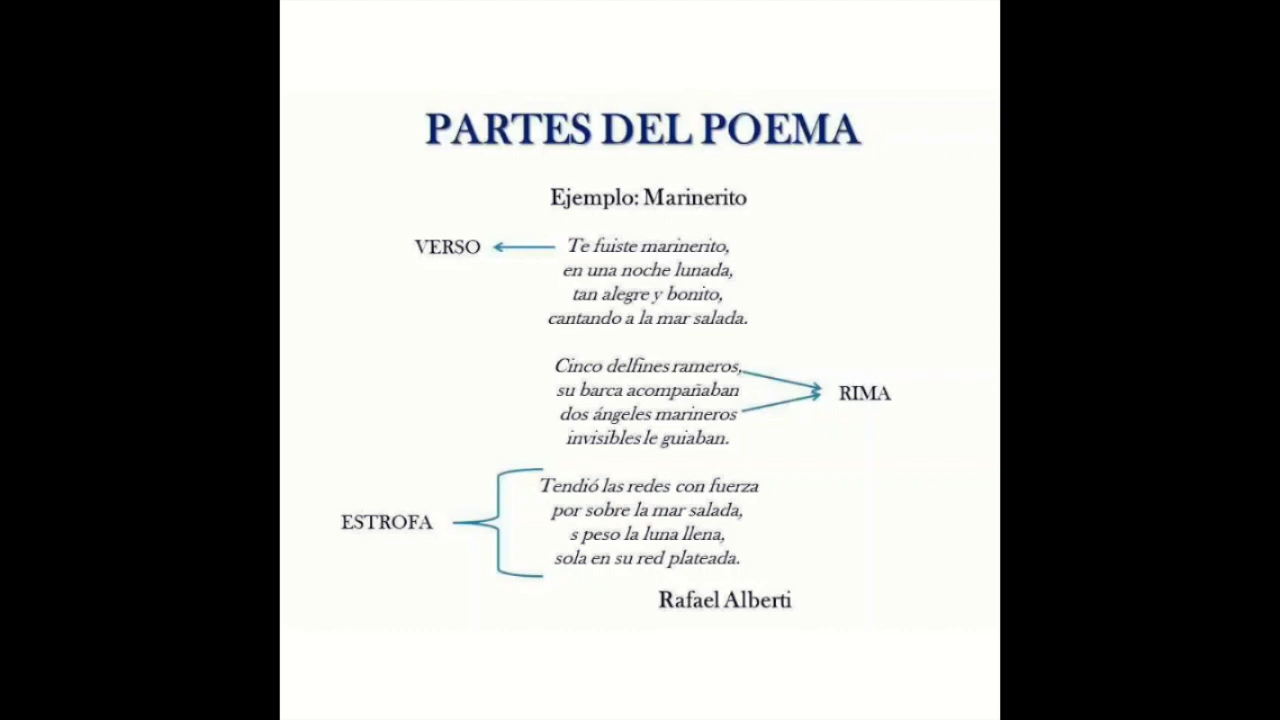 PARTES DEL POEMA
Ejemplo: Marinerito
VERSO
Te fuiste marinerito,
en una noche lunada,
tan alegre y bonito,
cantando a la mar salada.
Cinco delfines rameros,
su barca acompañaban
RIMA
dos ángeles marineros
invisibles le guiaban.
Tendió las redes con fuerza
por sobre la mar salada,
ESTROFA
s peso la luna llena,
sola en su red plateada.
Rafael Alberti